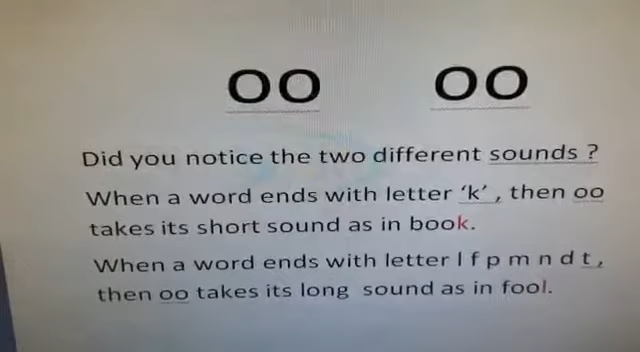 oo oo
Did you notice the two different sounds ?
When a word ends with letter ‘k’ , then oo
takes its short sound as in book.
When a word ends with letter l f p m n d t ,
then oo takes its long sound as in fool.